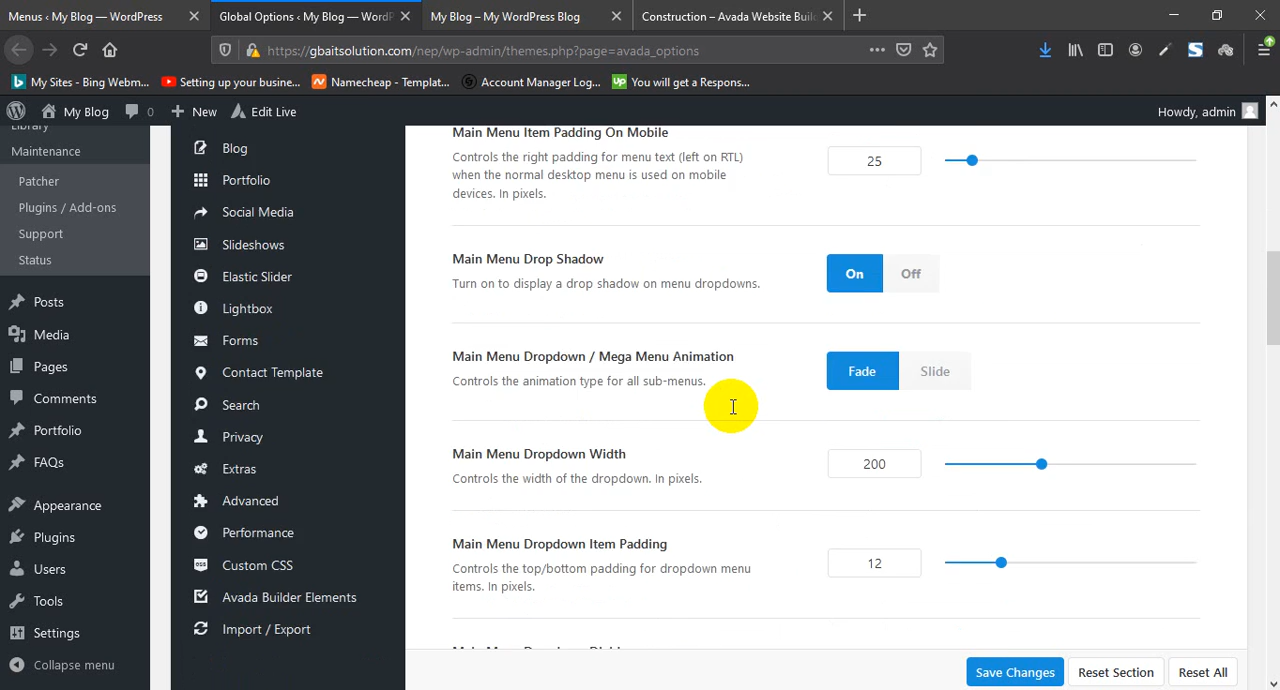 Menus ‹ My Blog — WordPress
Global Options ‹ My Blog — WordP
My Blog – My WordPress Blog
Construction – Avada Website Buil
https://gbaitsolution.com/nep/wp-admin/themes.php?page=avada_options
My Sites - Bing Webm...
Setting up your busine...
Namecheap - Templat...
Account Manager Log...
You will get a Respons...
My Blog
0
New
Edit Live
Howdy, admin
Library
Maintenance
Patcher
Plugins / Add-ons
Support
Status
Posts
Media
Pages
Comments
Portfolio
FAQs
Appearance
Plugins
Users
Tools
Settings
Collapse menu
Blog
Portfolio
Social Media
Slideshows
Elastic Slider
Lightbox
Forms
Contact Template
Search
Privacy
Extras
Advanced
Performance
Custom CSS
Avada Builder Elements
Import / Export
Main Menu Item Padding On Mobile
Controls the right padding for menu text (left on RTL)
when the normal desktop menu is used on mobile
devices. In pixels.
25
Main Menu Drop Shadow
Turn on to display a drop shadow on menu dropdowns.
On
Off
Main Menu Dropdown / Mega Menu Animation
Controls the animation type for all sub-menus.
Fade
Slide
Main Menu Dropdown Width
Controls the width of the dropdown. In pixels.
200
Main Menu Dropdown Item Padding
Controls the top/bottom padding for dropdown menu
items. In pixels.
12
Save Changes
Reset Section
Reset All